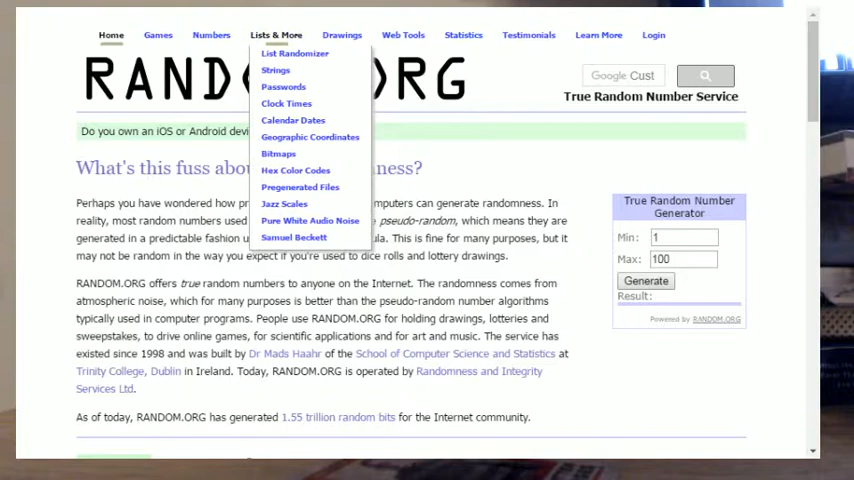 Home Games Numbers Lists & More Drawings Web Tools Statistics Testimonials Learn More Login
List Randomizer
Strings
Passwords
Clock Times
Calendar Dates
Geographic Coordinates
Bitmaps
Hex Color Codes
Pregenerated Files
Jazz Scales
Pure White Audio Noise
Samuel Beckett
RAND RG
Google Cust
True Random Number Service
Do you own an iOS or Android devi
What's this fuss abou ness?
Perhaps you have wondered how pr mputers can generate randomness. In
reality, most random numbers used pseudo-random, which means they are
generated in a predictable fashion u ula. This is fine for many purposes, but it
may not be random in the way you expect if you're used to dice rolls and lottery drawings.
RANDOM.ORG offers true random numbers to anyone on the Internet. The randomness comes from
atmospheric noise, which for many purposes is better than the pseudo-random number algorithms
typically used in computer programs. People use RANDOM.ORG for holding drawings, lotteries and
sweepstakes, to drive online games, for scientific applications and for art and music. The service has
existed since 1998 and was built by Dr Mads Haahr of the School of Computer Science and Statistics at
Trinity College, Dublin in Ireland. Today, RANDOM.ORG is operated by Randomness and Integrity
Services Ltd.
As of today, RANDOM.ORG has generated 1.55 trillion random bits for the Internet community.
True Random Number
Generator
Min: 1
Max: 100
Generate
Result:
Powered by RANDOM.ORG